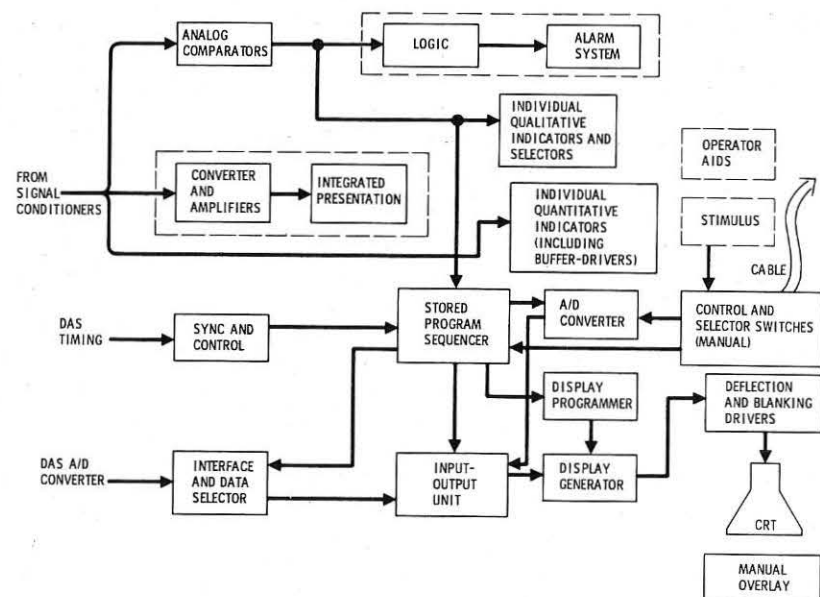 ANALOG
COMPARATORS
LOGIC
ALARM
SYSTEM
INDIVIDUAL
QUALITATIVE
INDICATORS AND
SELECTORS
OPERATOR
AIDS
FROM
SIGNAL
CONDITIONERS
CONVERTER
AND
AMPLIFIERS
INTEGRATED
PRESENTATION
INDIVIDUAL
QUANTITATIVE
INDICATORS
(INCLUDING
BUFFER-DRIVERS)
STIMULUS
CABLE
DAS
TIMING
SYNC AND
CONTROL
STORED
PROGRAM
SEQUENCER
A/D
CONVERTER
CONTROL AND
SELECTOR SWITCHES
(MANUAL)
DISPLAY
PROGRAMMER
DEFLECTION
AND BLANKING
DRIVERS
DAS A/D
CONVERTER
INTERFACE
AND DATA
SELECTOR
INPUT-
OUTPUT
UNIT
DISPLAY
GENERATOR
CRT
MANUAL
OVERLAY